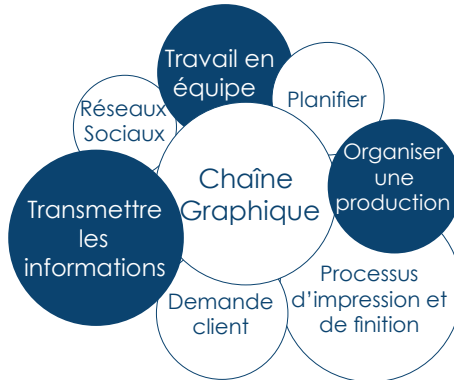 Travail en
équipe
Planifier
Réseaux
Sociaux
Organiser
une
production
Chaîne
Graphique
Transmettre
les
informations
Processus
d'impression et
de finition
Demande
client